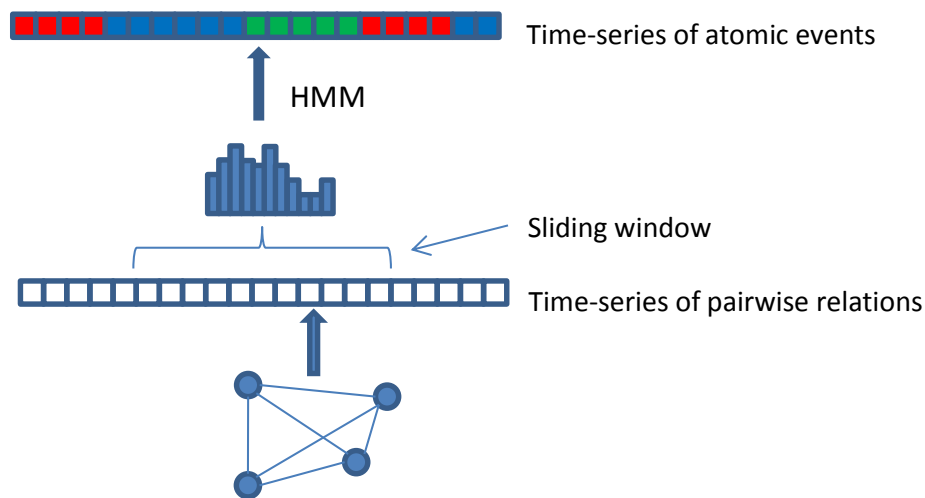 Time-series of atomic events
HMM
Sliding window
Time-series of pairwise relations